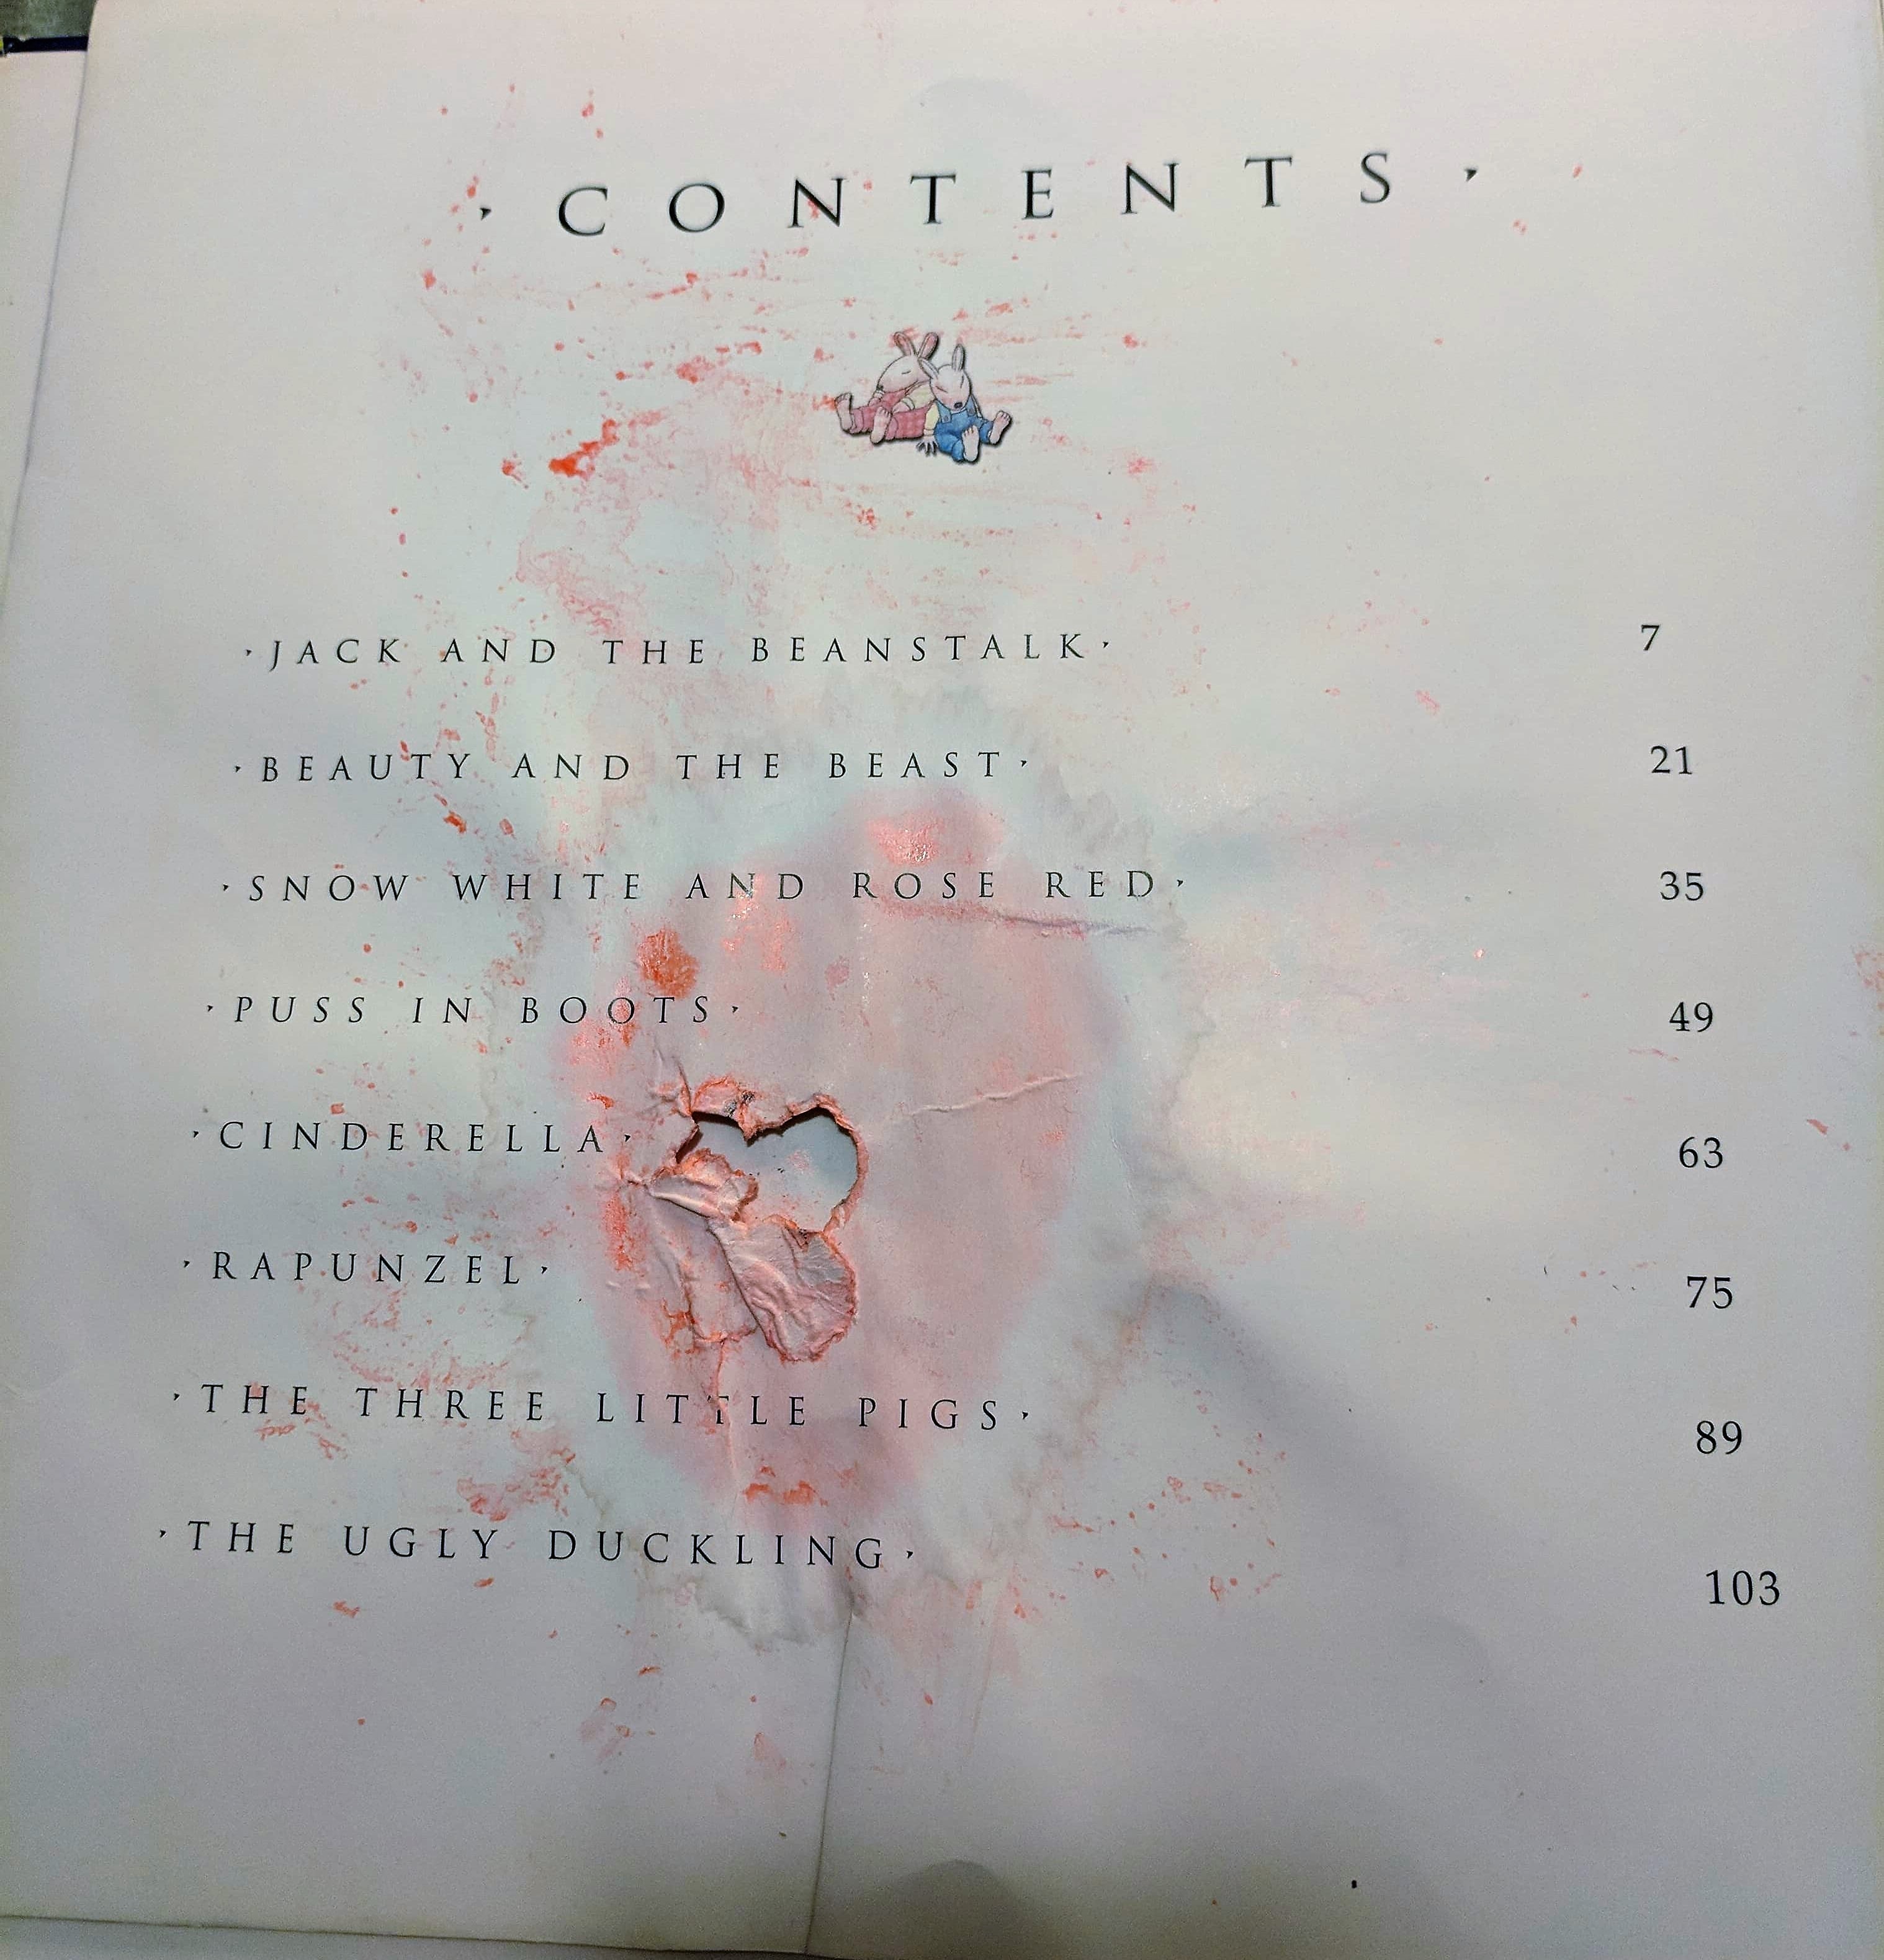 CONTENTS
JACK AND THE BEANSTALK 7
BEAUTY AND THE BEAST 21
SNOW WHITE AND ROSE RED 35
PUSS IN BOOTS 49
CINDERELLA 63
RAPUNZEL 75
THE THREE LITTLE PIGS 89
THE UGLY DUCKLING 103